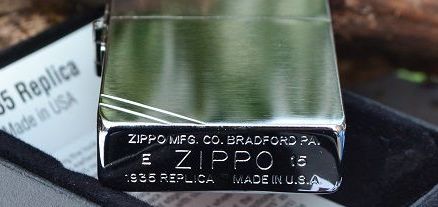 35 Replica
Made in USA
ZIPPO MFG. CO. BRADFORD PA.
E ZIPPO 15
1935 REPLICA MADE IN U.S.A